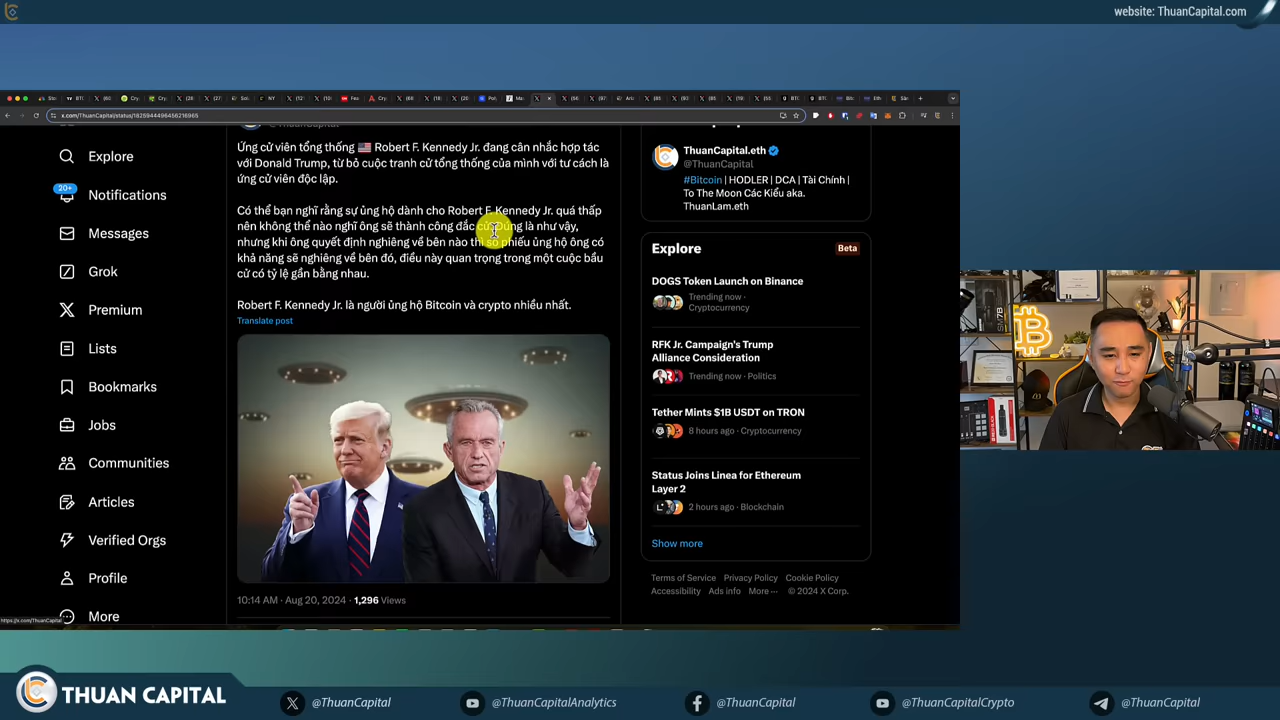 website: ThuanCapital.com
x.com/ThuanCapital/status/1825944496456216965
Explore
20+
Notifications
Messages
Grok
Premium
Lists
Bookmarks
Jobs
Communities
Articles
Verified Orgs
Profile
More
https://x.com/ThuanCapital
Ứng cử viên tổng thống 🇺🇸 Robert F. Kennedy Jr. đang cân nhắc hợp tác
với Donald Trump, từ bỏ cuộc tranh cử tổng thống của mình với tư cách là
ứng cử viên độc lập.
Có thể bạn nghĩ rằng sự ủng hộ dành cho Robert F. Kennedy Jr. quá thấp
nên không thể nào nghĩ ông sẽ thành công đắc cử. Đúng là như vậy,
nhưng khi ông quyết định nghiêng về bên nào thì số phiếu ủng hộ ông có
khả năng sẽ nghiêng về bên đó, điều này quan trọng trong một cuộc bầu
cử có tỷ lệ gần bằng nhau.
Robert F. Kennedy Jr. là người ủng hộ Bitcoin và crypto nhiều nhất.
Translate post
10:14 AM · Aug 20, 2024 · 1,296 Views
ThuanCapital.eth
@ThuanCapital
#Bitcoin | HODLER | DCA | Tài Chính |
To The Moon Các Kiểu aka.
ThuanLam.eth
Explore
Beta
DOGS Token Launch on Binance
Trending now ·
Cryptocurrency
RFK Jr. Campaign's Trump
Alliance Consideration
Trending now · Politics
Tether Mints $1B USDT on TRON
8 hours ago · Cryptocurrency
Status Joins Linea for Ethereum
Layer 2
2 hours ago · Blockchain
Show more
Terms of Service Privacy Policy Cookie Policy
Accessibility Ads info More ··· © 2024 X Corp.
SM7B
THUAN CAPITAL
@ThuanCapital
@ThuanCapitalAnalytics
@ThuanCapital
@ThuanCapitalCrypto
@ThuanCapital